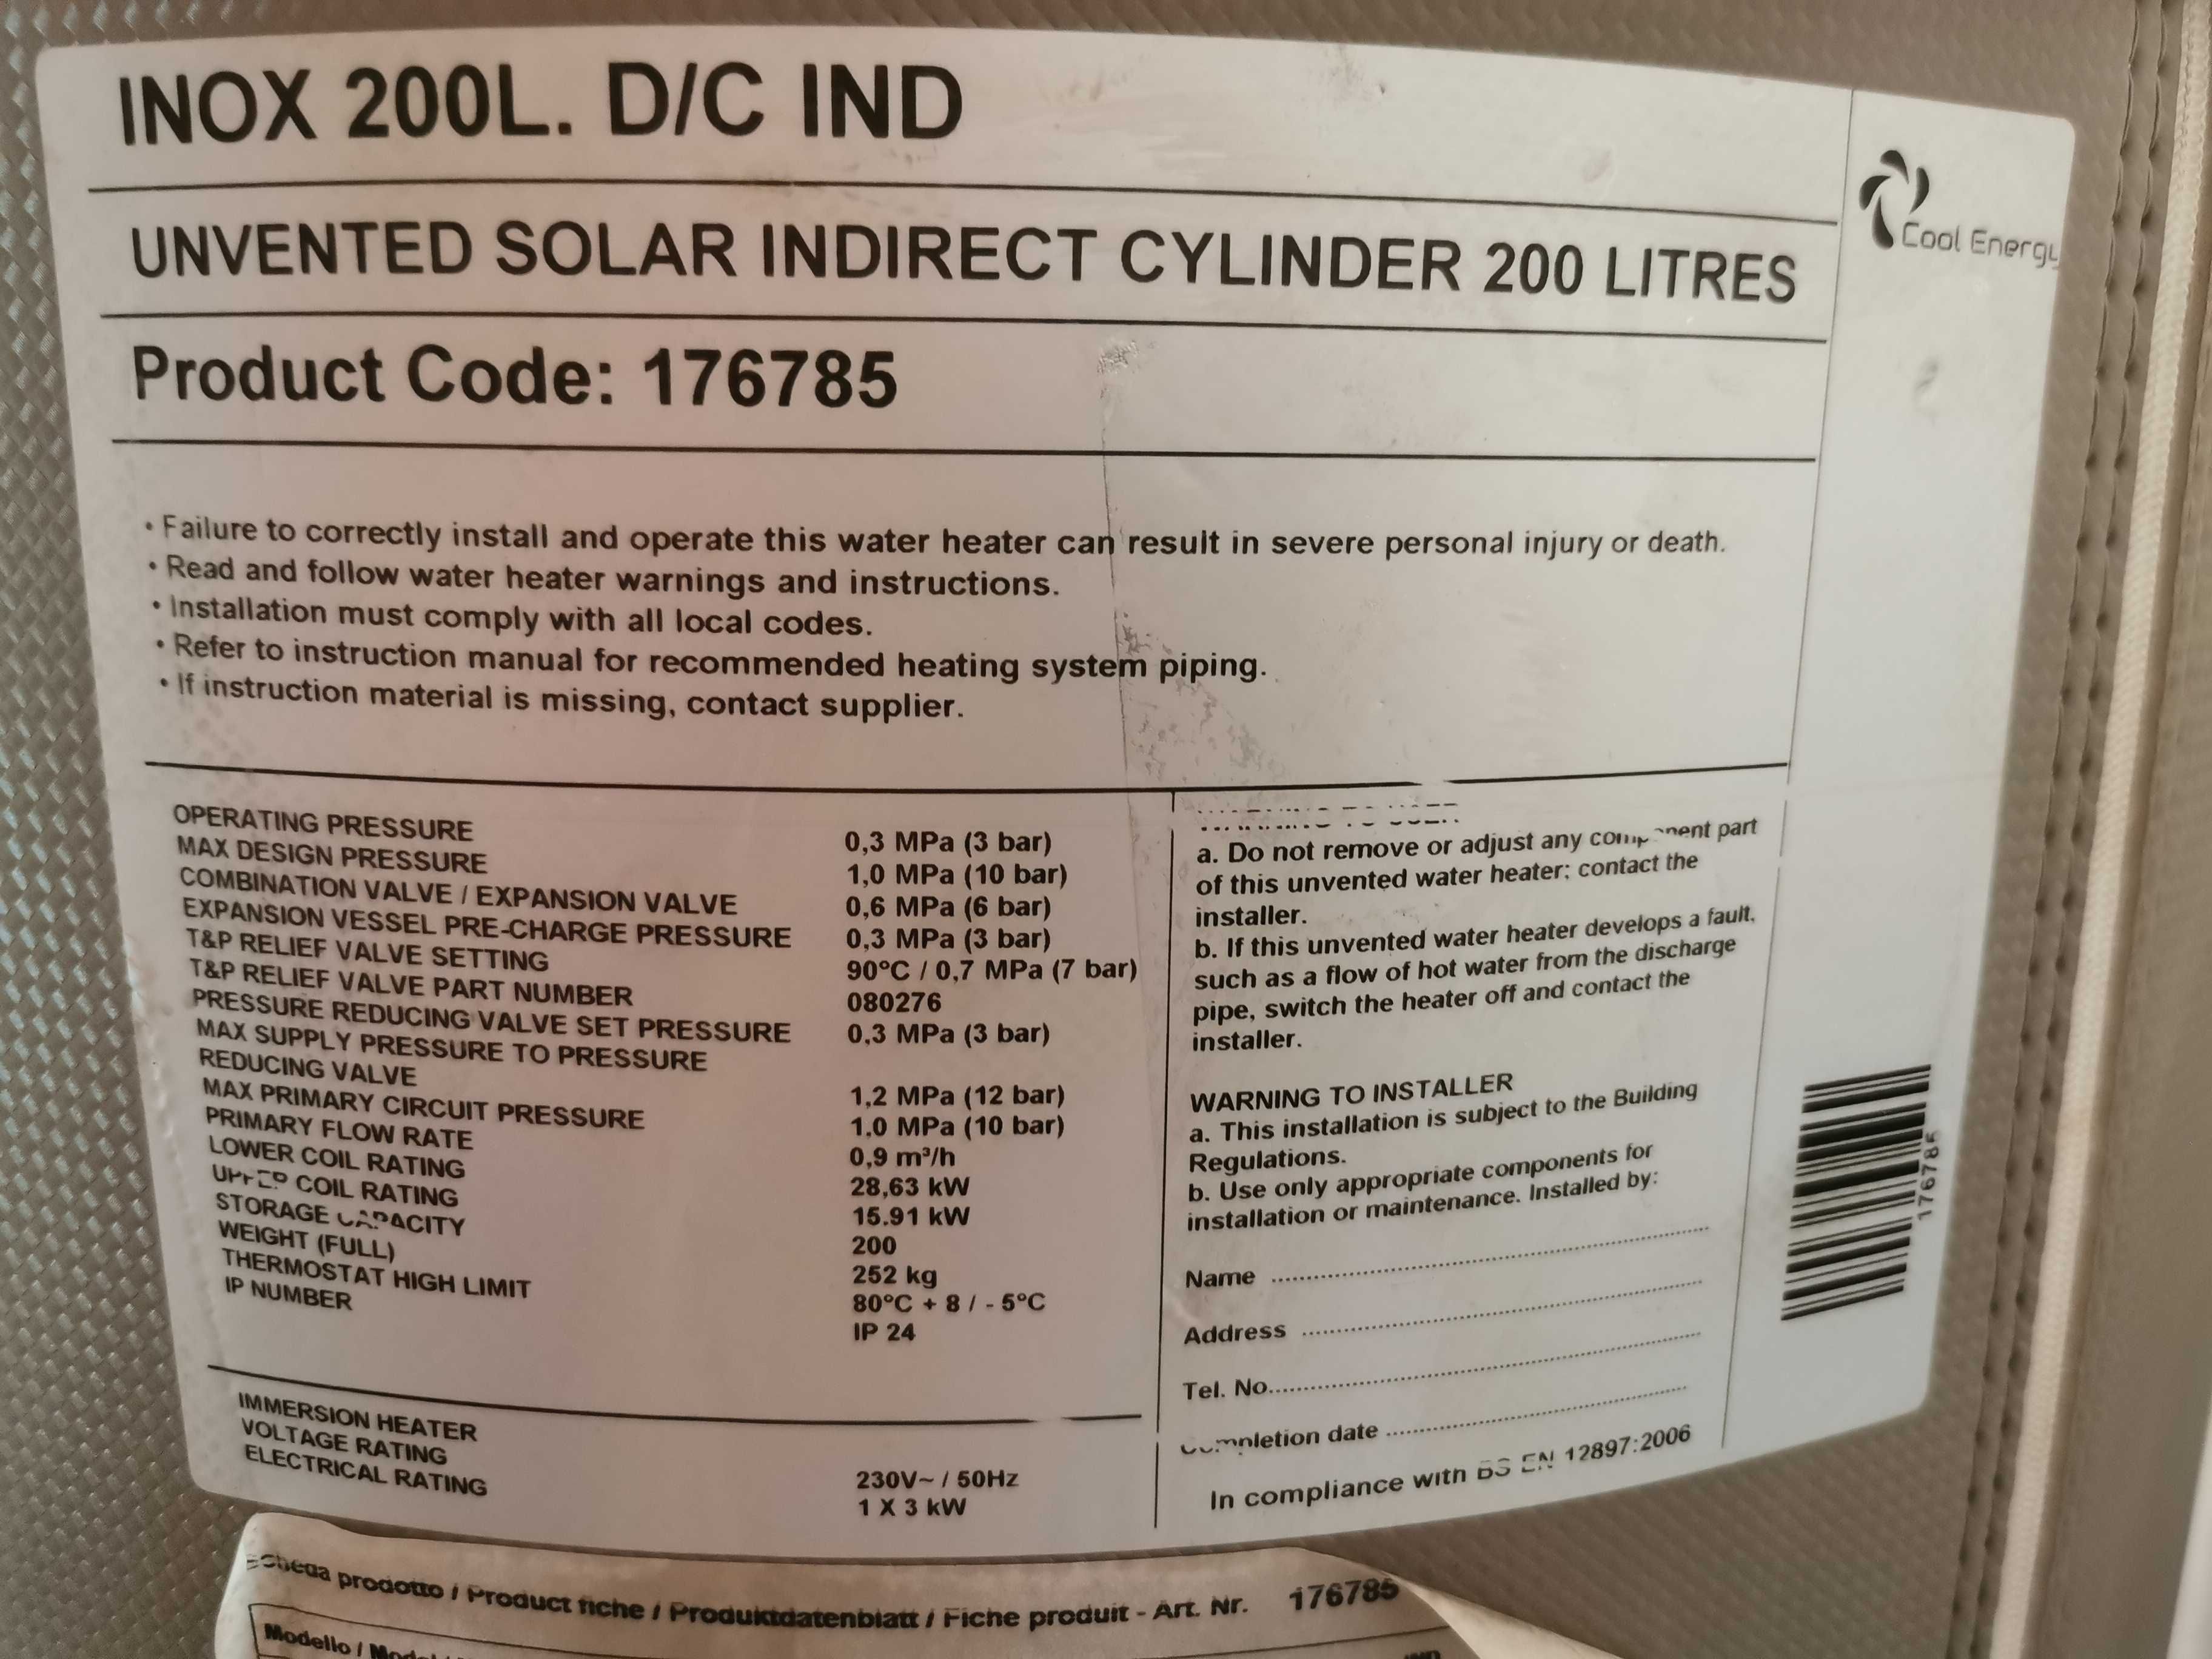 INOX 200L. D/C IND
Cool Energy
UNVENTED SOLAR INDIRECT CYLINDER 200 LITRES
Product Code: 176785
• Failure to correctly install and operate this water heater can result in severe personal injury or death.
• Read and follow water heater warnings and instructions.
• Installation must comply with all local codes.
• Refer to instruction manual for recommended heating system piping.
• If instruction material is missing, contact supplier.
OPERATING PRESSURE 0,3 MPa (3 bar)
MAX DESIGN PRESSURE 1,0 MPa (10 bar)
COMBINATION VALVE / EXPANSION VALVE 0,6 MPa (6 bar)
EXPANSION VESSEL PRE-CHARGE PRESSURE 0,3 MPa (3 bar)
T&P RELIEF VALVE SETTING 90°C / 0,7 MPa (7 bar)
T&P RELIEF VALVE PART NUMBER 080276
PRESSURE REDUCING VALVE SET PRESSURE 0,3 MPa (3 bar)
MAX SUPPLY PRESSURE TO PRESSURE
REDUCING VALVE 1,2 MPa (12 bar)
MAX PRIMARY CIRCUIT PRESSURE 1,0 MPa (10 bar)
PRIMARY FLOW RATE 0,9 m³/h
LOWER COIL RATING 28,63 kW
UPPER COIL RATING 15.91 kW
STORAGE CAPACITY 200
WEIGHT (FULL) 252 kg
THERMOSTAT HIGH LIMIT 80°C + 8 / - 5°C
IP NUMBER IP 24
IMMERSION HEATER
VOLTAGE RATING 230V~ / 50Hz
ELECTRICAL RATING 1 X 3 kW
WARNING TO USER
a. Do not remove or adjust any component part
of this unvented water heater; contact the
installer.
b. If this unvented water heater develops a fault,
such as a flow of hot water from the discharge
pipe, switch the heater off and contact the
installer.
WARNING TO INSTALLER
a. This installation is subject to the Building
Regulations.
b. Use only appropriate components for
installation or maintenance. Installed by:
Name
Address
Tel. No.
Completion date
In compliance with BS EN 12897:2006
176785
Scheda prodotto / Product fiche / Produktdatenblatt / Fiche produit - Art. Nr. 176785
Modello /